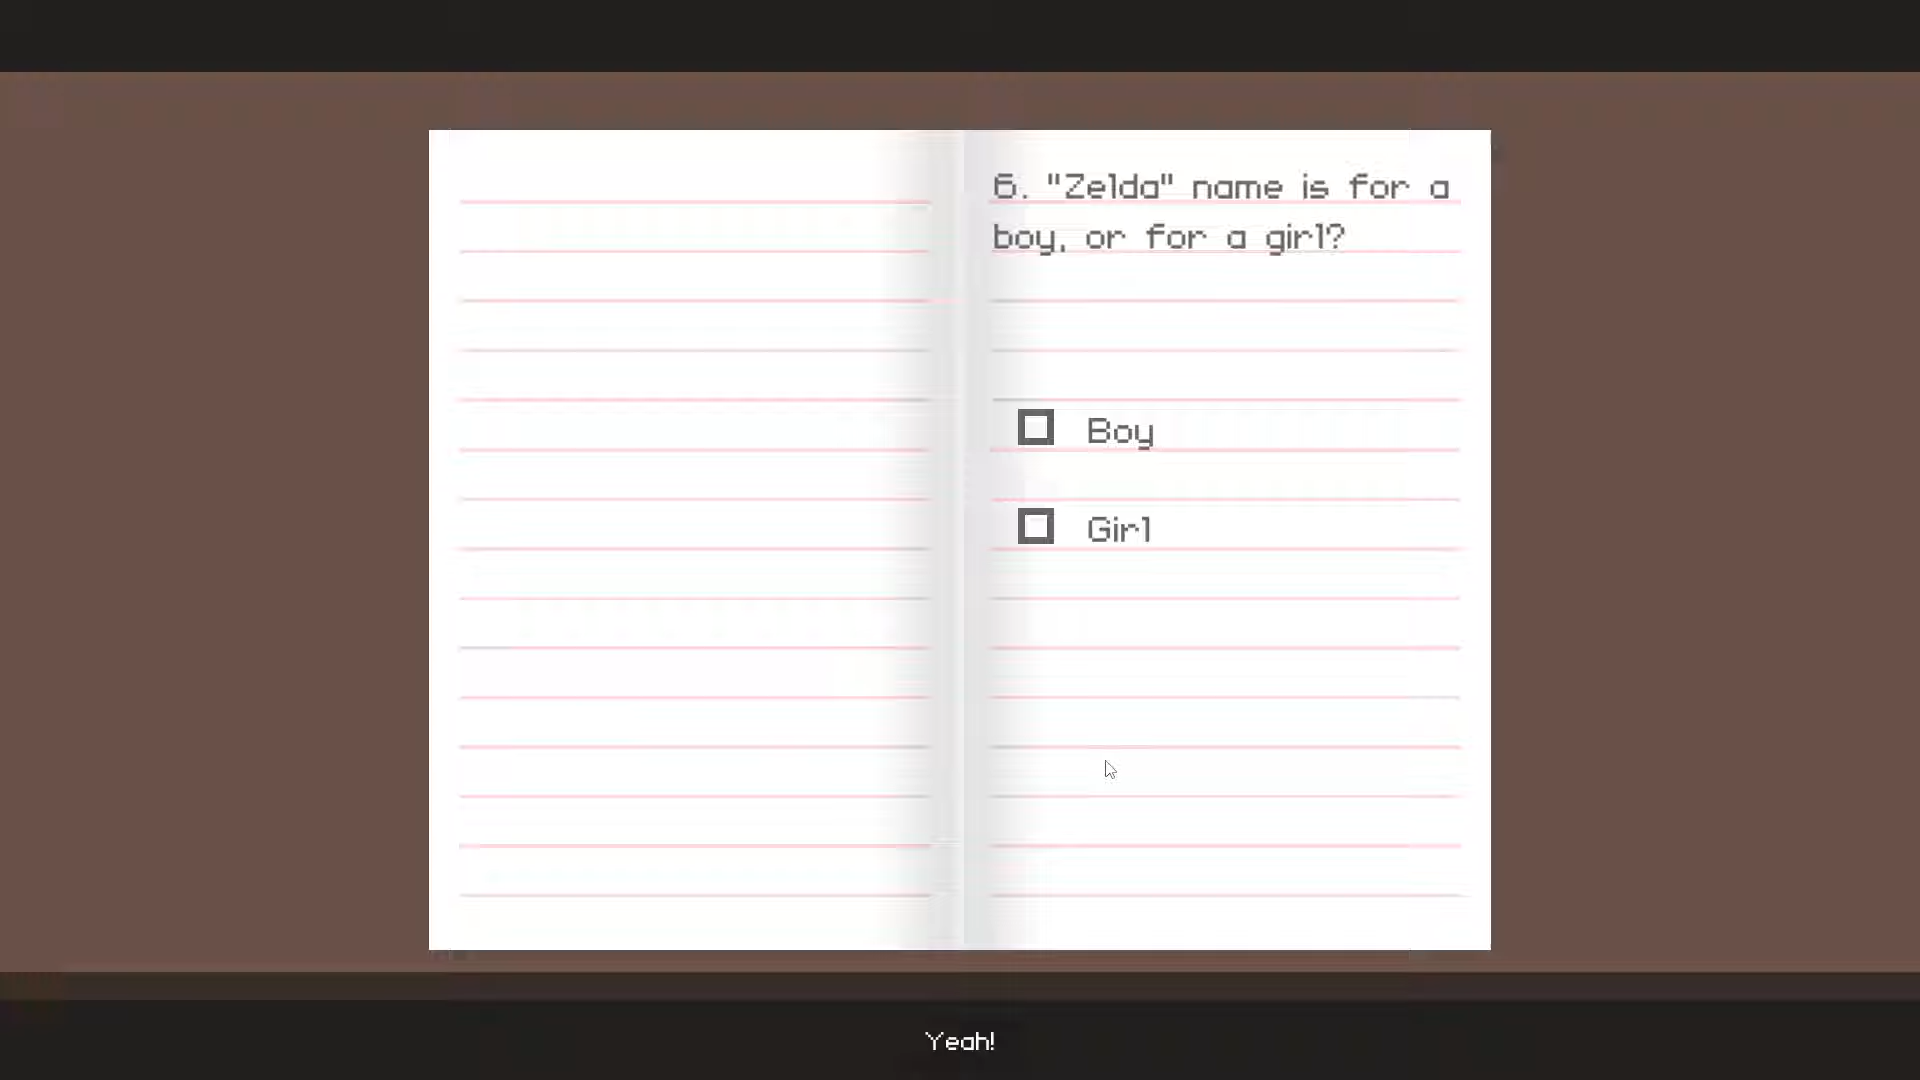 6. "Zelda" name is for a
boy, or for a girl?
Boy
Girl
Yeah!